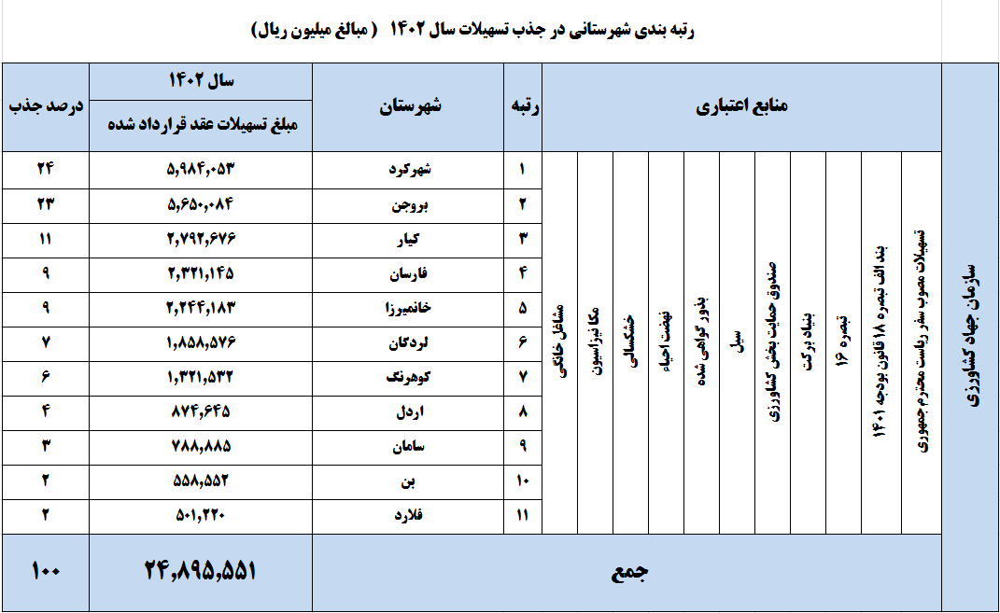 رتبه بندی شهرستانی در جذب تسهیلات سال ۱۴۰۲ ( مبالغ میلیون ریال)
سازمان جهاد کشاورزی
منابع اعتباری
رتبه
شهرستان
سال ۱۴۰۲
مبلغ تسهیلات عقد قرارداد شده
درصد جذب
تسهیلات مصوب سفر ریاست محترم جمهوری
بند الف تبصره ۱۸ قانون بودجه ۱۴۰۱
تبصره ۱۶
بنیاد برکت
صندوق حمایت بخش کشاورزی
سیل
بذور گواهی شده
نهضت احیاء
خشکسالی
مکا نیزاسیون
مشاغل خانگی
۱ شهرکرد ۵,۹۸۴,۰۵۳ ۲۴
۲ بروجن ۵,۶۵۰,۰۸۴ ۲۳
۳ کیار ۲,۷۹۲,۶۷۶ ۱۱
۴ فارسان ۲,۳۲۱,۱۴۵ ۹
۵ خانمیرزا ۲,۲۴۴,۱۸۳ ۹
۶ لردگان ۱,۸۵۸,۵۷۶ ۷
۷ کوهرنگ ۱,۳۲۱,۵۳۲ ۶
۸ اردل ۸۷۴,۶۴۵ ۴
۹ سامان ۷۸۸,۸۸۵ ۳
۱۰ بن ۵۵۸,۵۵۲ ۲
۱۱ فلارد ۵۰۱,۲۲۰ ۲
جمع ۲۴,۸۹۵,۵۵۱ ۱۰۰